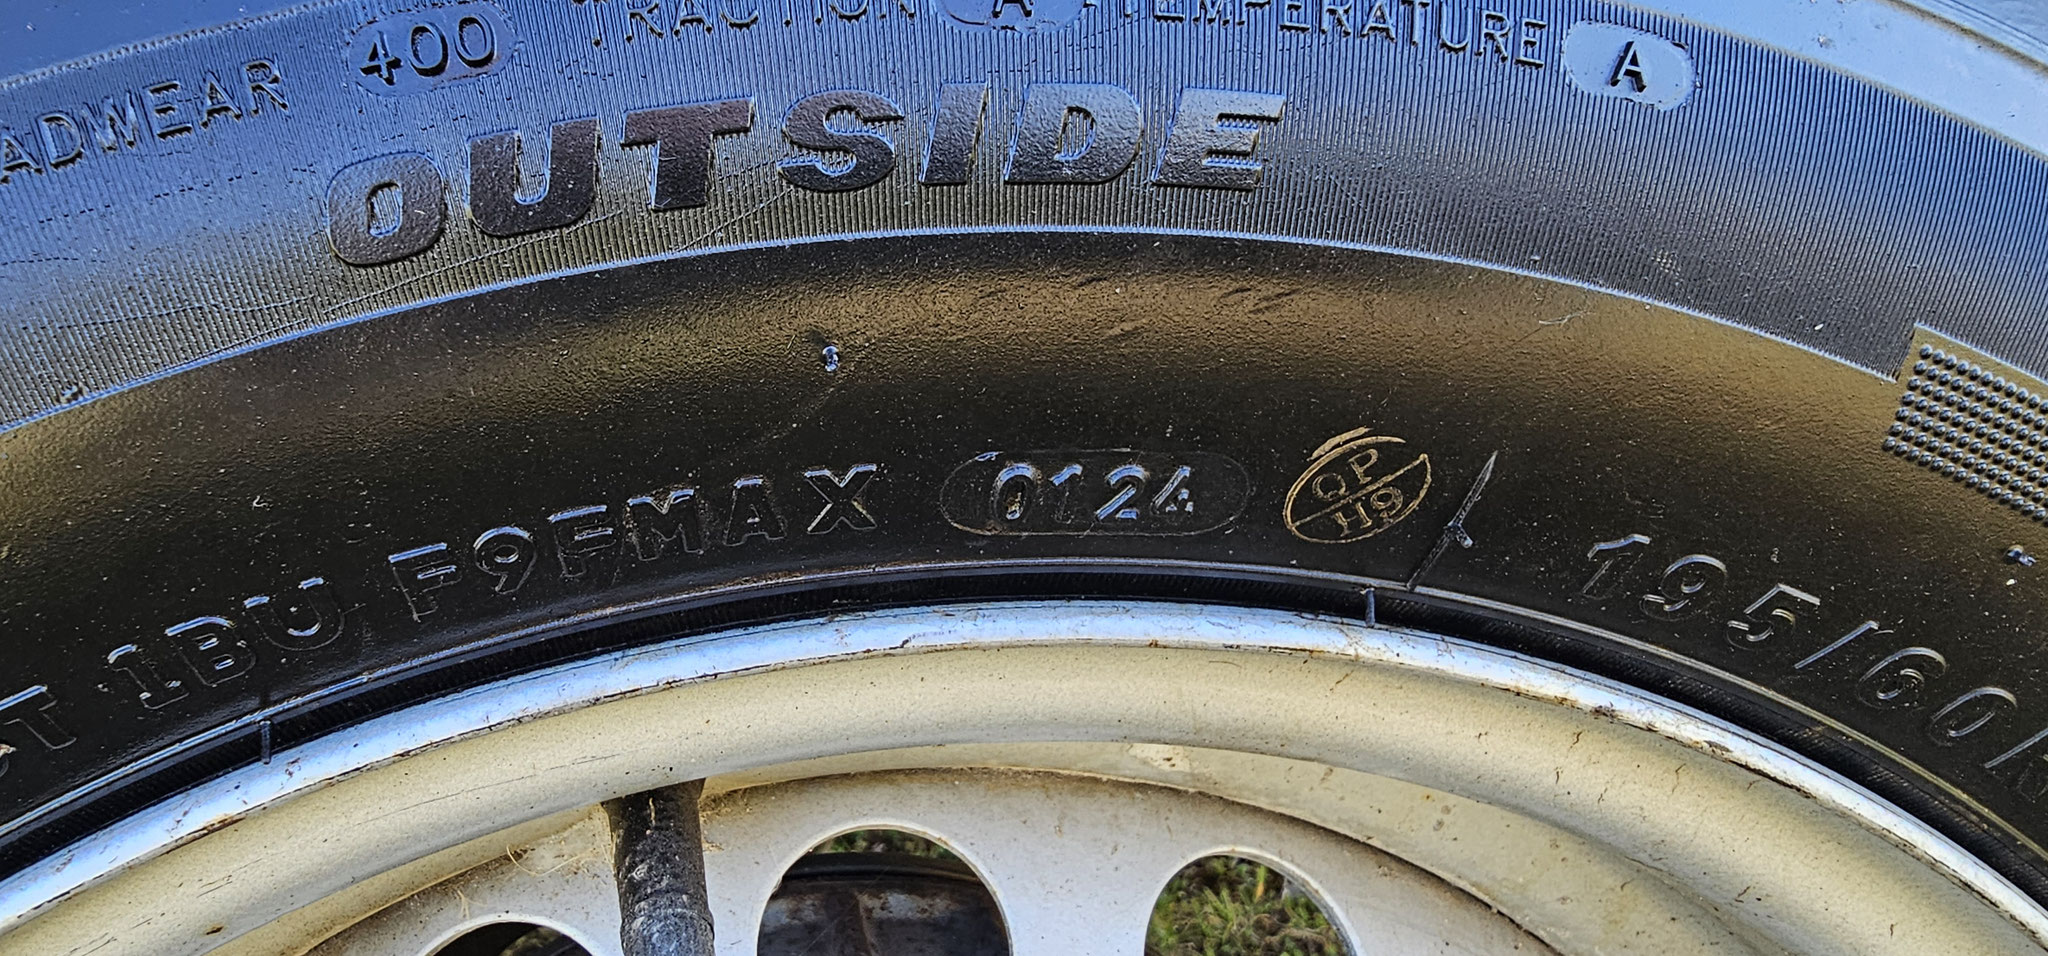 ADWEAR 400 TRACTION A TEMPERATURE A
OUTSIDE
1BU F9FMAX 0124
QP
H9
195/60/R